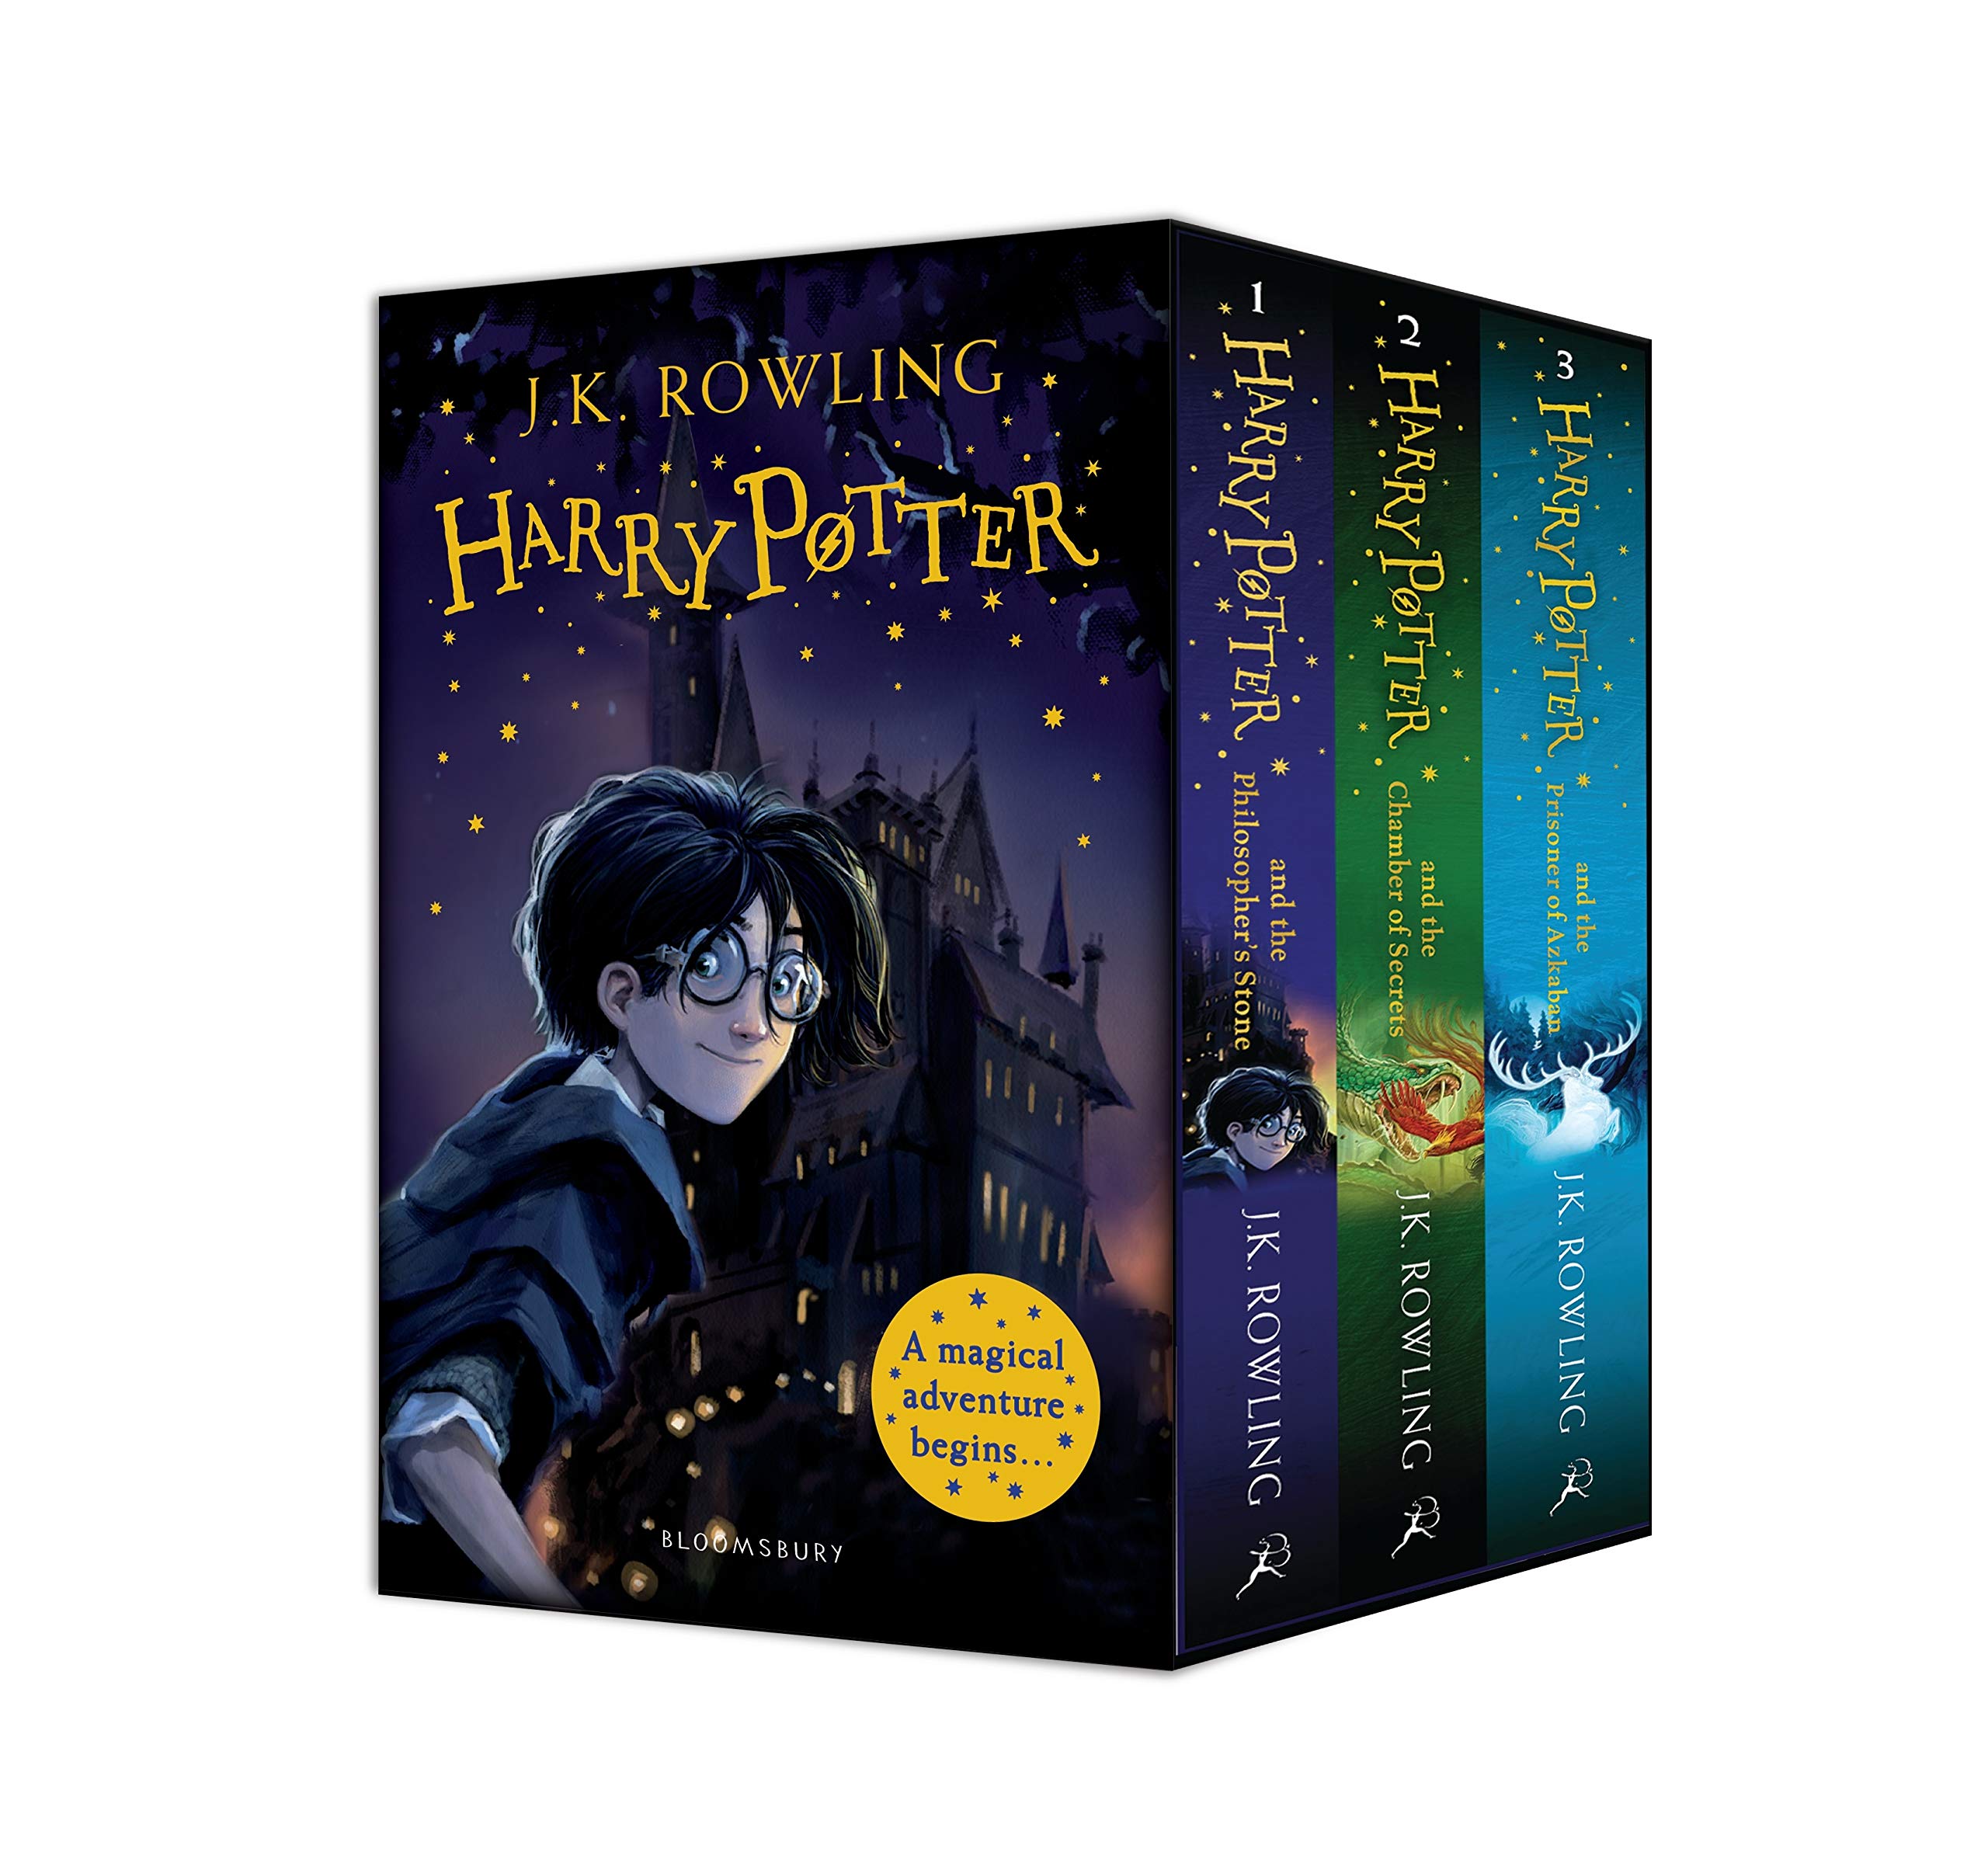 J.K. ROWLING
HARRY POTTER
A magical
adventure
begins...
BLOOMSBURY
1
HARRY POTTER
and the
Philosopher's Stone
J.K. ROWLING
2
HARRY POTTER
and the
Chamber of Secrets
J.K. ROWLING
3
HARRY POTTER
and the
Prisoner of Azkaban
J.K. ROWLING